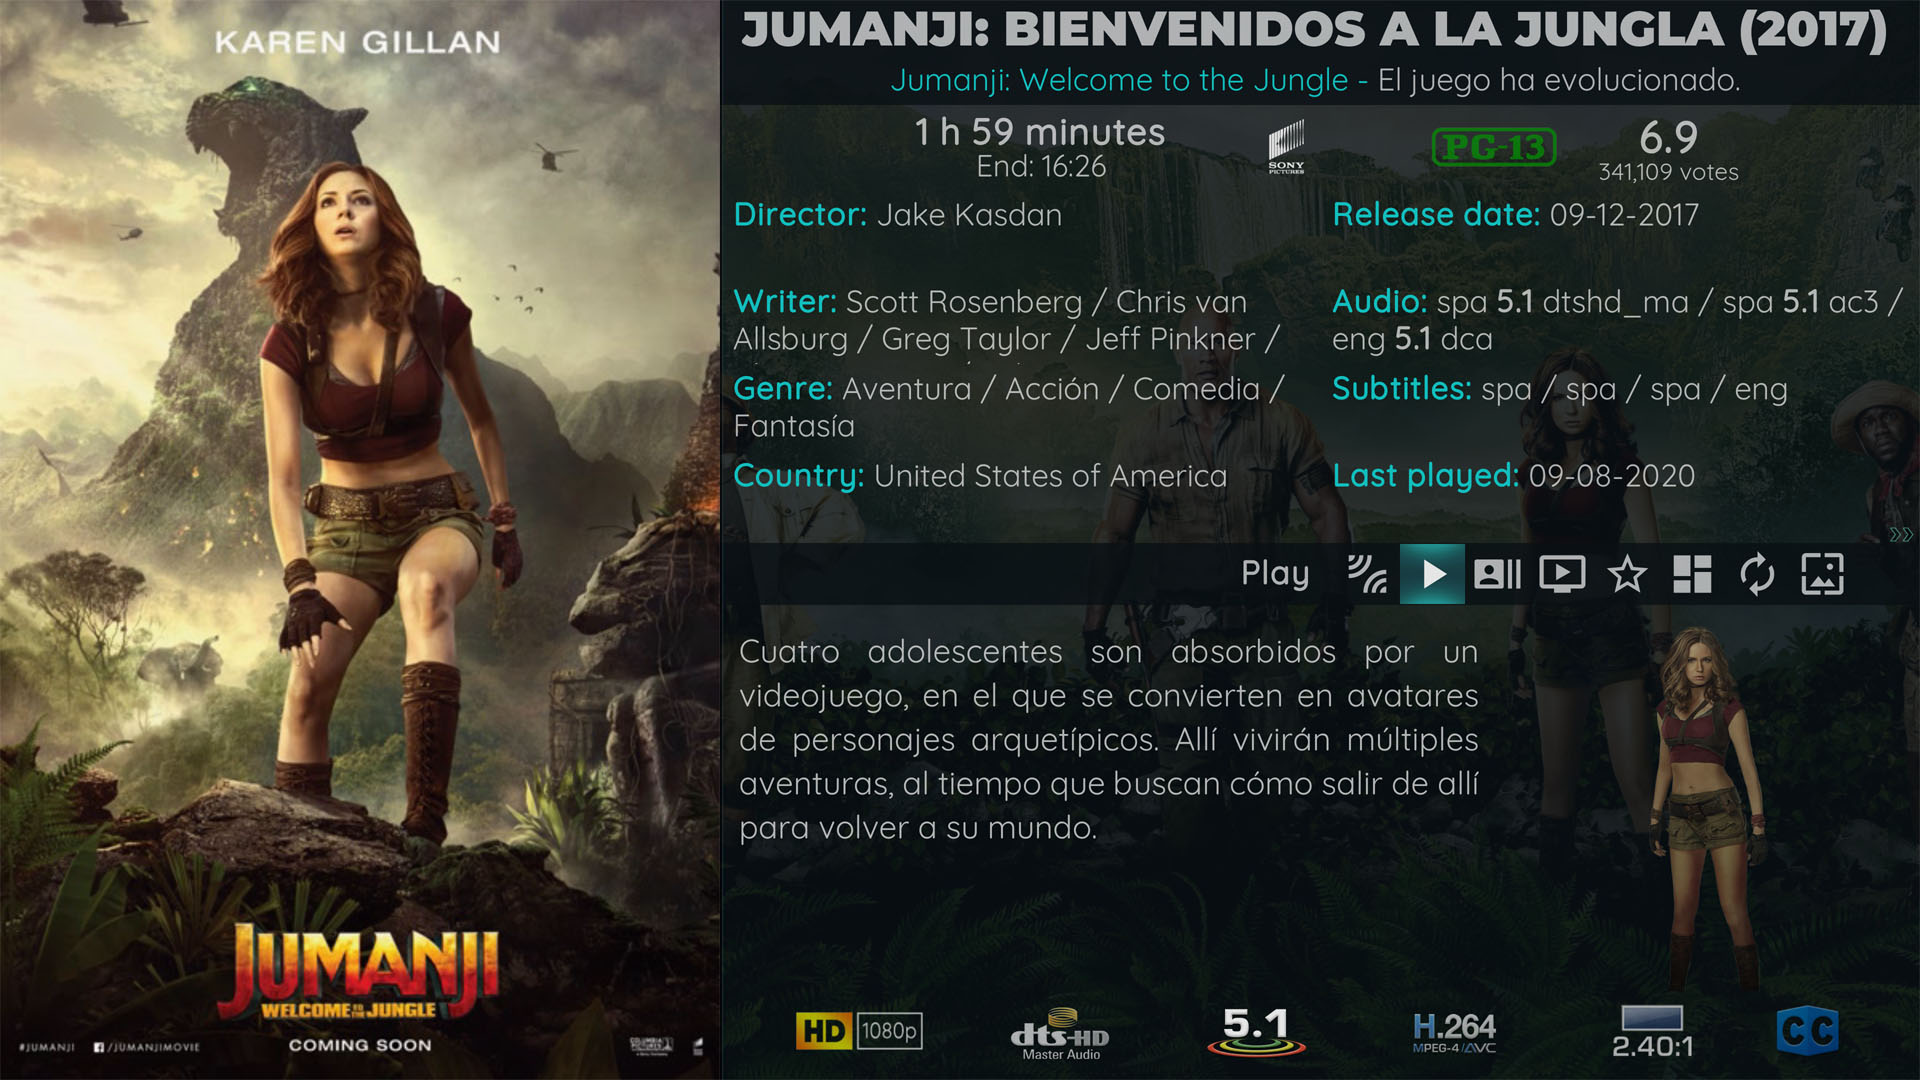 KAREN GILLAN
JUMANJI
WELCOME TO THE JUNGLE
#JUMANJI
/JUMANJIMOVIE
COMING SOON
COLUMBIA PICTURES
JUMANJI: BIENVENIDOS A LA JUNGLA (2017)
Jumanji: Welcome to the Jungle - El juego ha evolucionado.
1 h 59 minutes
End: 16:26
SONY
PICTURES
PG-13
6.9
341,109 votes
Director: Jake Kasdan
Release date: 09-12-2017
Writer: Scott Rosenberg / Chris van
Allsburg / Greg Taylor / Jeff Pinkner /
Audio: spa 5.1 dtshd_ma / spa 5.1 ac3 /
eng 5.1 dca
Genre: Aventura / Acción / Comedia /
Fantasía
Subtitles: spa / spa / spa / eng
Country: United States of America
Last played: 09-08-2020
Play
Cuatro adolescentes son absorbidos por un
videojuego, en el que se convierten en avatares
de personajes arquetípicos. Allí vivirán múltiples
aventuras, al tiempo que buscan cómo salir de allí
para volver a su mundo.
HD 1080p
dts-HD
Master Audio
5.1
H.264
MPEG-4/AVC
2.40:1
CC